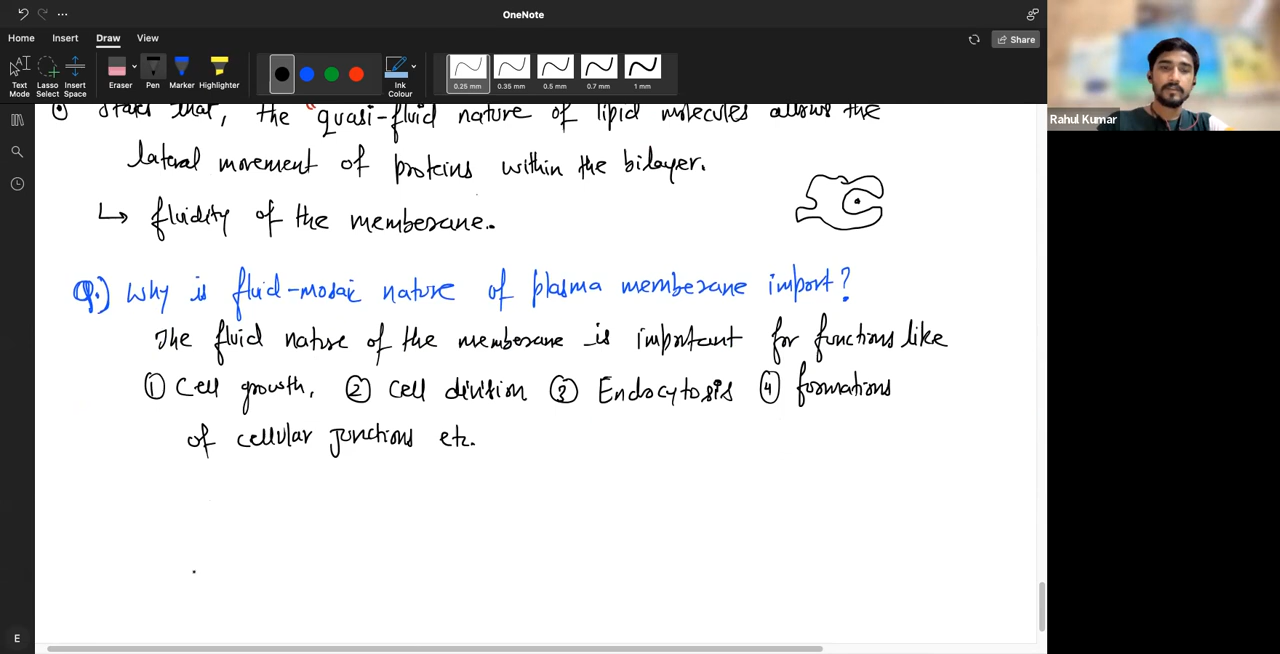 OneNote
Home Insert Draw View
Share
Text Mode
Lasso Select
Insert Space
Eraser
Pen
Marker
Highlighter
Ink Colour
0.25 mm
0.35 mm
0.5 mm
0.7 mm
1 mm
Rahul Kumar
States that, the "quasi-fluid nature of lipid molecules allows the
lateral movement of proteins within the bilayer.
↳ fluidity of the membrane.
Q.) Why is fluid-mosaic nature of plasma membrane import?
The fluid nature of the membrane is important for functions like
① Cell growth, ② Cell division ③ Endocytosis ④ formations
of cellular junctions etc.
E